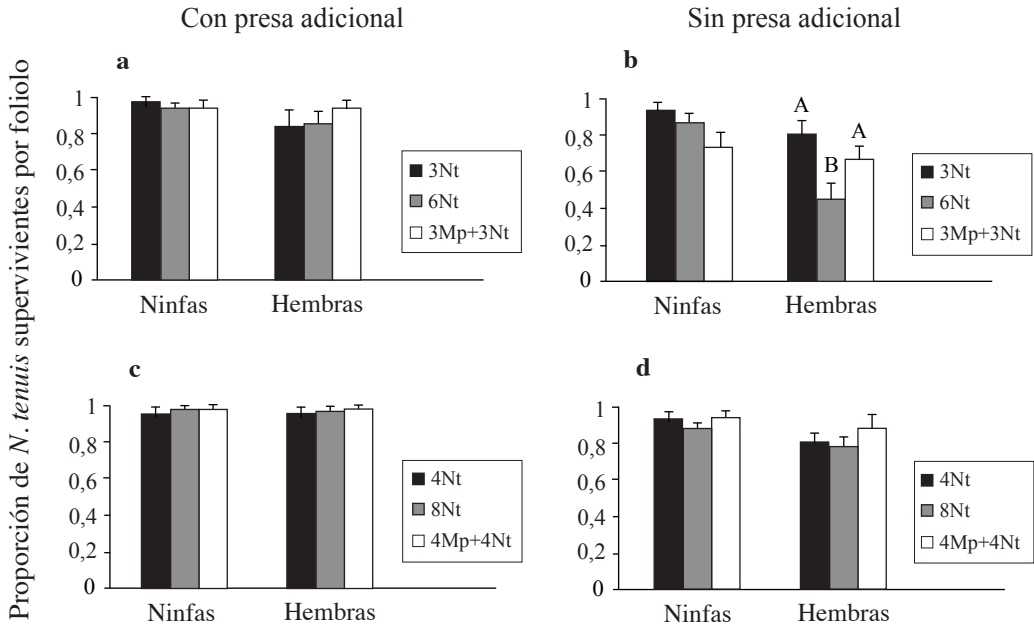 Con presa adicional
Sin presa adicional
Proporción de N. tenuis supervivientes por foliolo
a
1
0,8
0,6
0,4
0,2
0
Ninfas
Hembras
3Nt
6Nt
3Mp+3Nt
b
1
0,8
0,6
0,4
0,2
0
A
B
A
Ninfas
Hembras
3Nt
6Nt
3Mp+3Nt
c
1
0,8
0,6
0,4
0,2
0
Ninfas
Hembras
4Nt
8Nt
4Mp+4Nt
d
1
0,8
0,6
0,4
0,2
0
Ninfas
Hembras
4Nt
8Nt
4Mp+4Nt